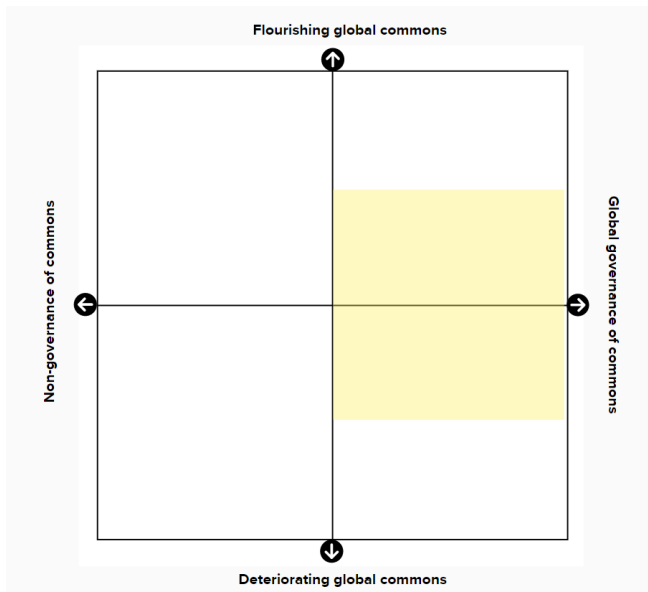 Flourishing global commons
Non-governance of commons
Global governance of commons
Deteriorating global commons